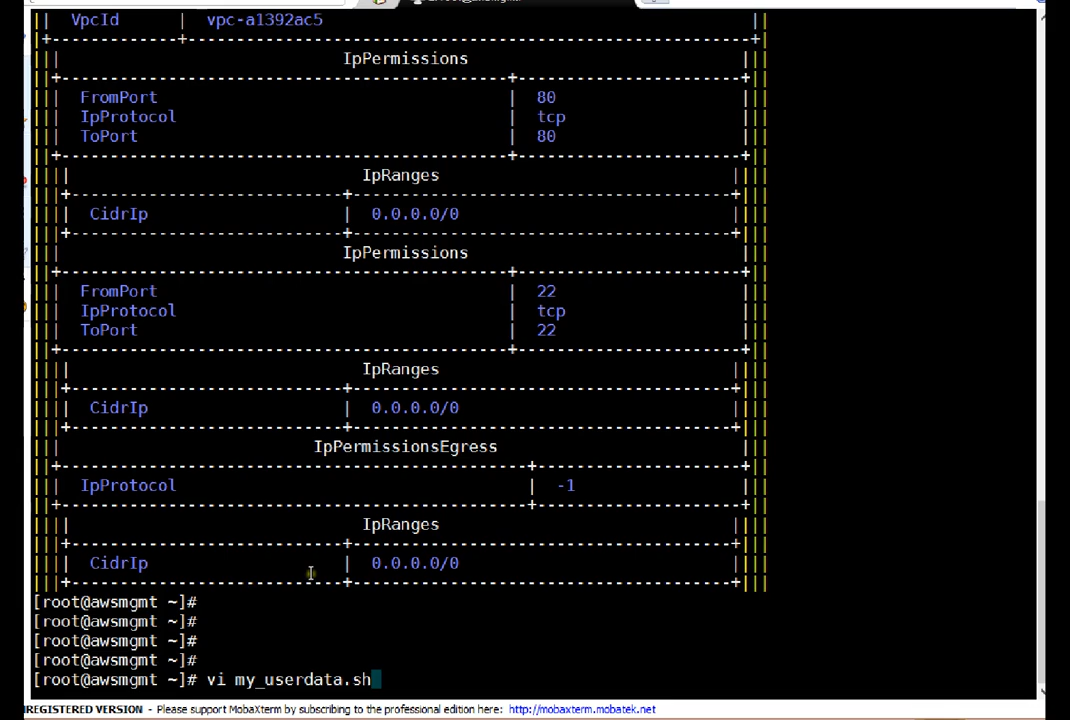 VpcId | vpc-a1392ac5
IpPermissions
FromPort | 80
IpProtocol | tcp
ToPort | 80
IpRanges
CidrIp | 0.0.0.0/0
IpPermissions
FromPort | 22
IpProtocol | tcp
ToPort | 22
IpRanges
CidrIp | 0.0.0.0/0
IpPermissionsEgress
IpProtocol | -1
IpRanges
CidrIp | 0.0.0.0/0
[root@awsmgmt ~]#
[root@awsmgmt ~]#
[root@awsmgmt ~]#
[root@awsmgmt ~]#
[root@awsmgmt ~]# vi my_userdata.sh
REGISTERED VERSION - Please support MobaXterm by subscribing to the professional edition here: http://mobaxterm.mobatek.net